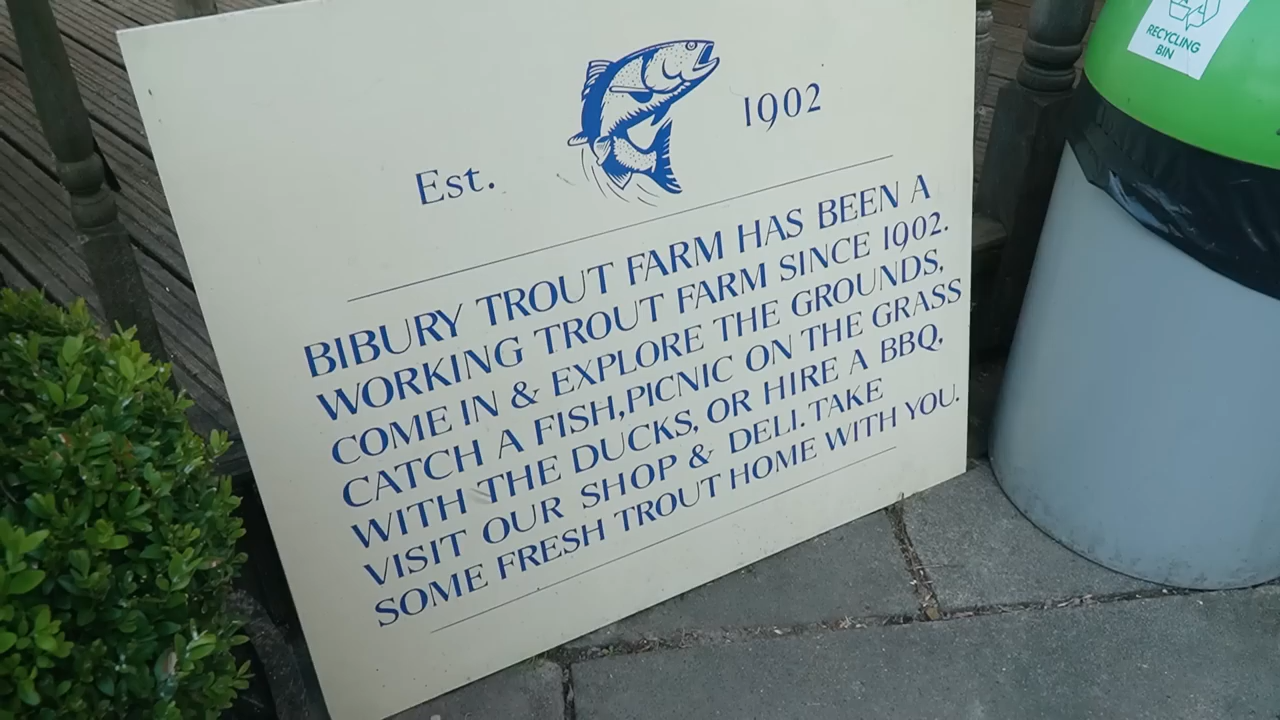 Est. 1902
BIBURY TROUT FARM HAS BEEN A
WORKING TROUT FARM SINCE 1902.
COME IN & EXPLORE THE GROUNDS,
CATCH A FISH,PICNIC ON THE GRASS
WITH THE DUCKS, OR HIRE A BBQ,
VISIT OUR SHOP & DELI. TAKE
SOME FRESH TROUT HOME WITH YOU.
RECYCLING
BIN